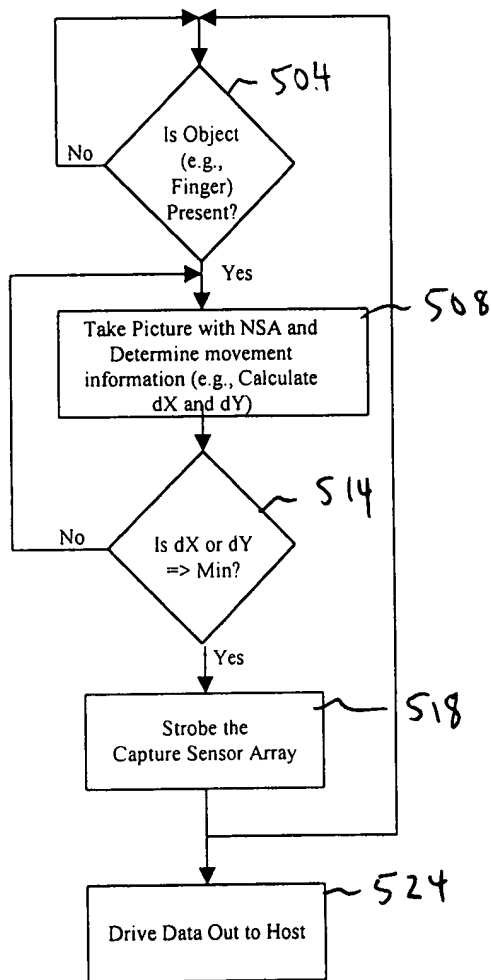 504
Is Object
(e.g.,
Finger)
Present?
No
Yes
508
Take Picture with NSA and
Determine movement
information (e.g., Calculate
dX and dY)
514
Is dX or dY
=> Min?
No
Yes
518
Strobe the
Capture Sensor Array
524
Drive Data Out to Host